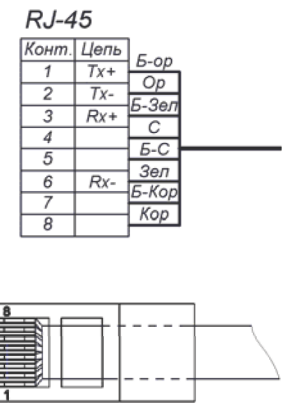 RJ-45
Конт. Цепь
1 Tx+ Б-ор
2 Tx- Ор
3 Rx+ Б-Зел
4 С
5 Б-С
6 Rx- Зел
7 Б-Кор
8 Кор
8
1